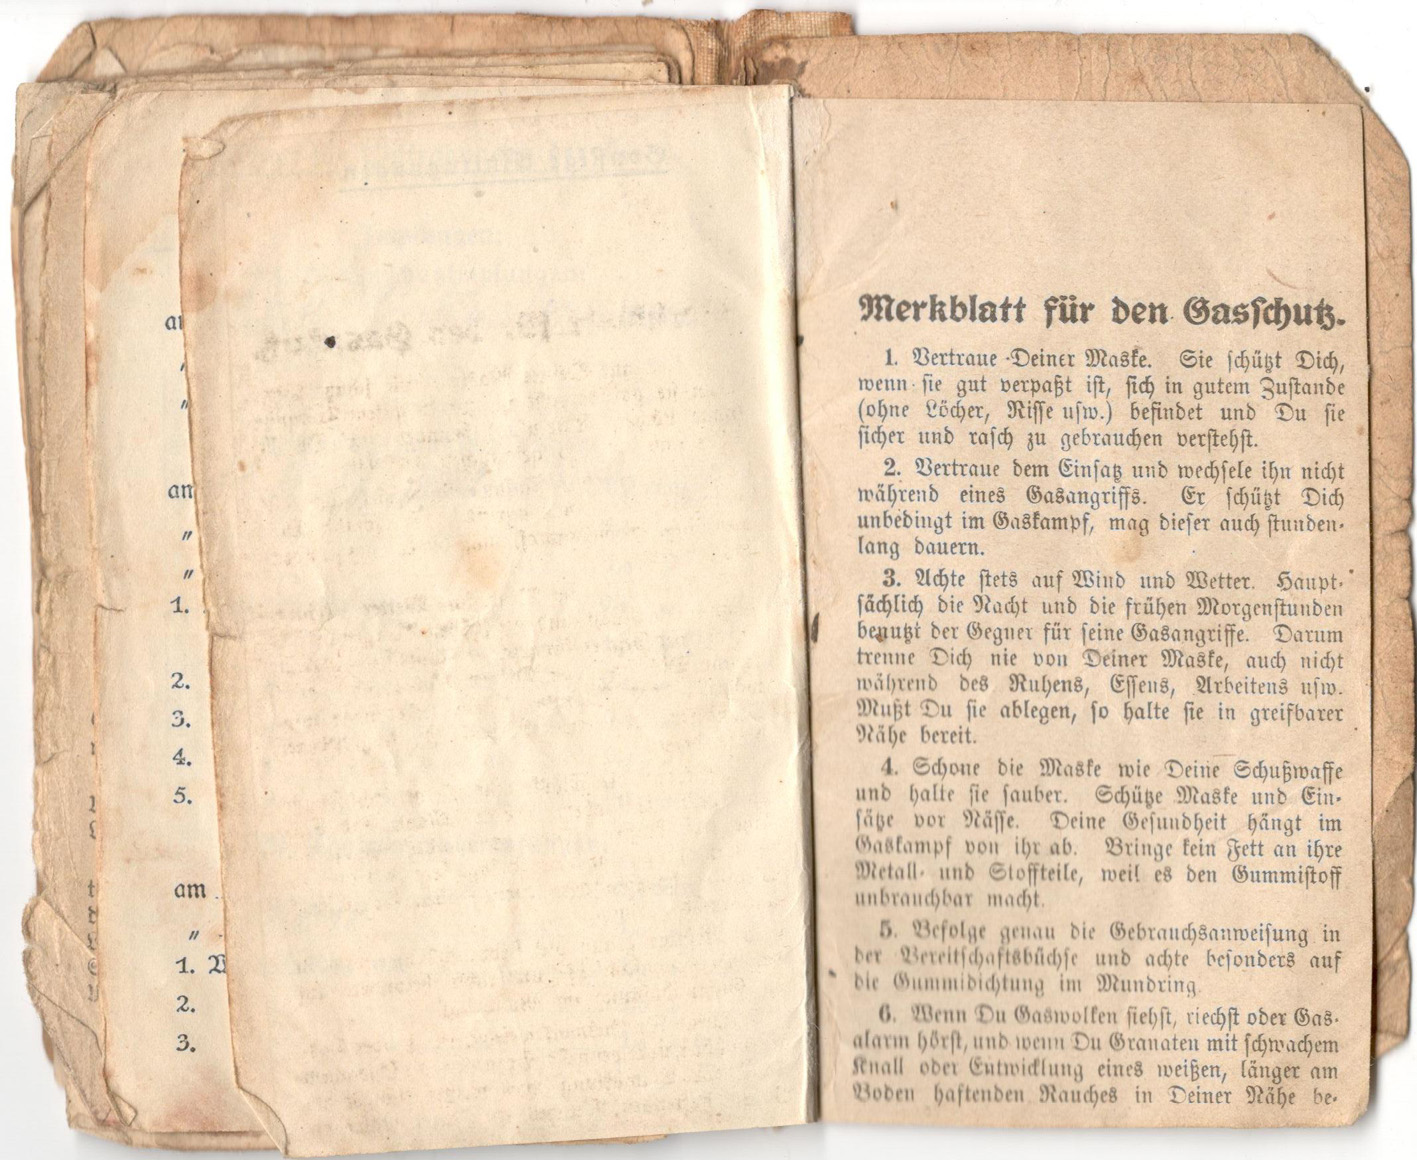 am
"
"
am
"
"
1.
2.
3.
4.
5.
am
"
1.
2.
3.
Merkblatt für den Gasschutz.
1. Vertraue Deiner Maske. Sie schützt Dich,
wenn sie gut verpaßt ist, sich in gutem Zustande
(ohne Löcher, Risse usw.) befindet und Du sie
sicher und rasch zu gebrauchen verstehst.
2. Vertraue dem Einsatz und wechsele ihn nicht
während eines Gasangriffs. Er schützt Dich
unbedingt im Gaskampf, mag dieser auch stunden-
lang dauern.
3. Achte stets auf Wind und Wetter. Haupt-
sächlich die Nacht und die frühen Morgenstunden
benutzt der Gegner für seine Gasangriffe. Darum
trenne Dich nie von Deiner Maske, auch nicht
während des Ruhens, Essens, Arbeitens usw.
Mußt Du sie ablegen, so halte sie in greifbarer
Nähe bereit.
4. Schone die Maske wie Deine Schußwaffe
und halte sie sauber. Schütze Maske und Ein-
sätze vor Nässe. Deine Gesundheit hängt im
Gaskampf von ihr ab. Bringe kein Fett an ihre
Metall- und Stoffteile, weil es den Gummistoff
unbrauchbar macht.
5. Befolge genau die Gebrauchsanweisung in
der Bereitschaftsbüchse und achte besonders auf
die Gummidichtung im Mundring.
6. Wenn Du Gaswolken siehst, riechst oder Gas-
alarm hörst, und wenn Du Granaten mit schwachem
Knall oder Entwicklung eines weißen, länger am
Boden haftenden Rauches in Deiner Nähe be-